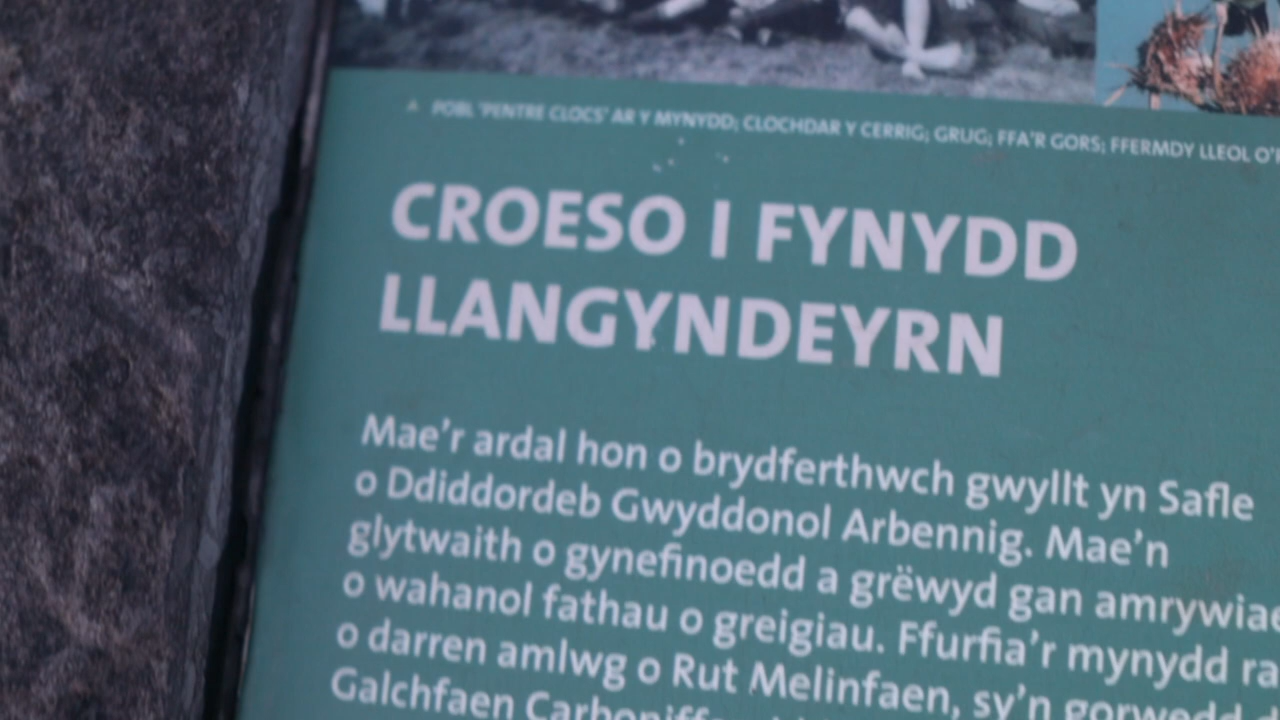 POBL 'PENTRE CLOCS' AR Y MYNYDD; CLOCHDAR Y CERRIG; GRUG; FFA'R GORS; FFERMDY LLEOL
CROESO I FYNYDD
LLANGYNDEYRN
Mae'r ardal hon o brydferthwch gwyllt yn Safle
o Ddiddordeb Gwyddonol Arbennig. Mae'n
glytwaith o gynefinoedd a grëwyd gan
o wahanol fathau o greigiau. Ffurfia'r mynydd
o darren amlwg o Rut Melinfaen, sy'n gorwedd
Galchfaen